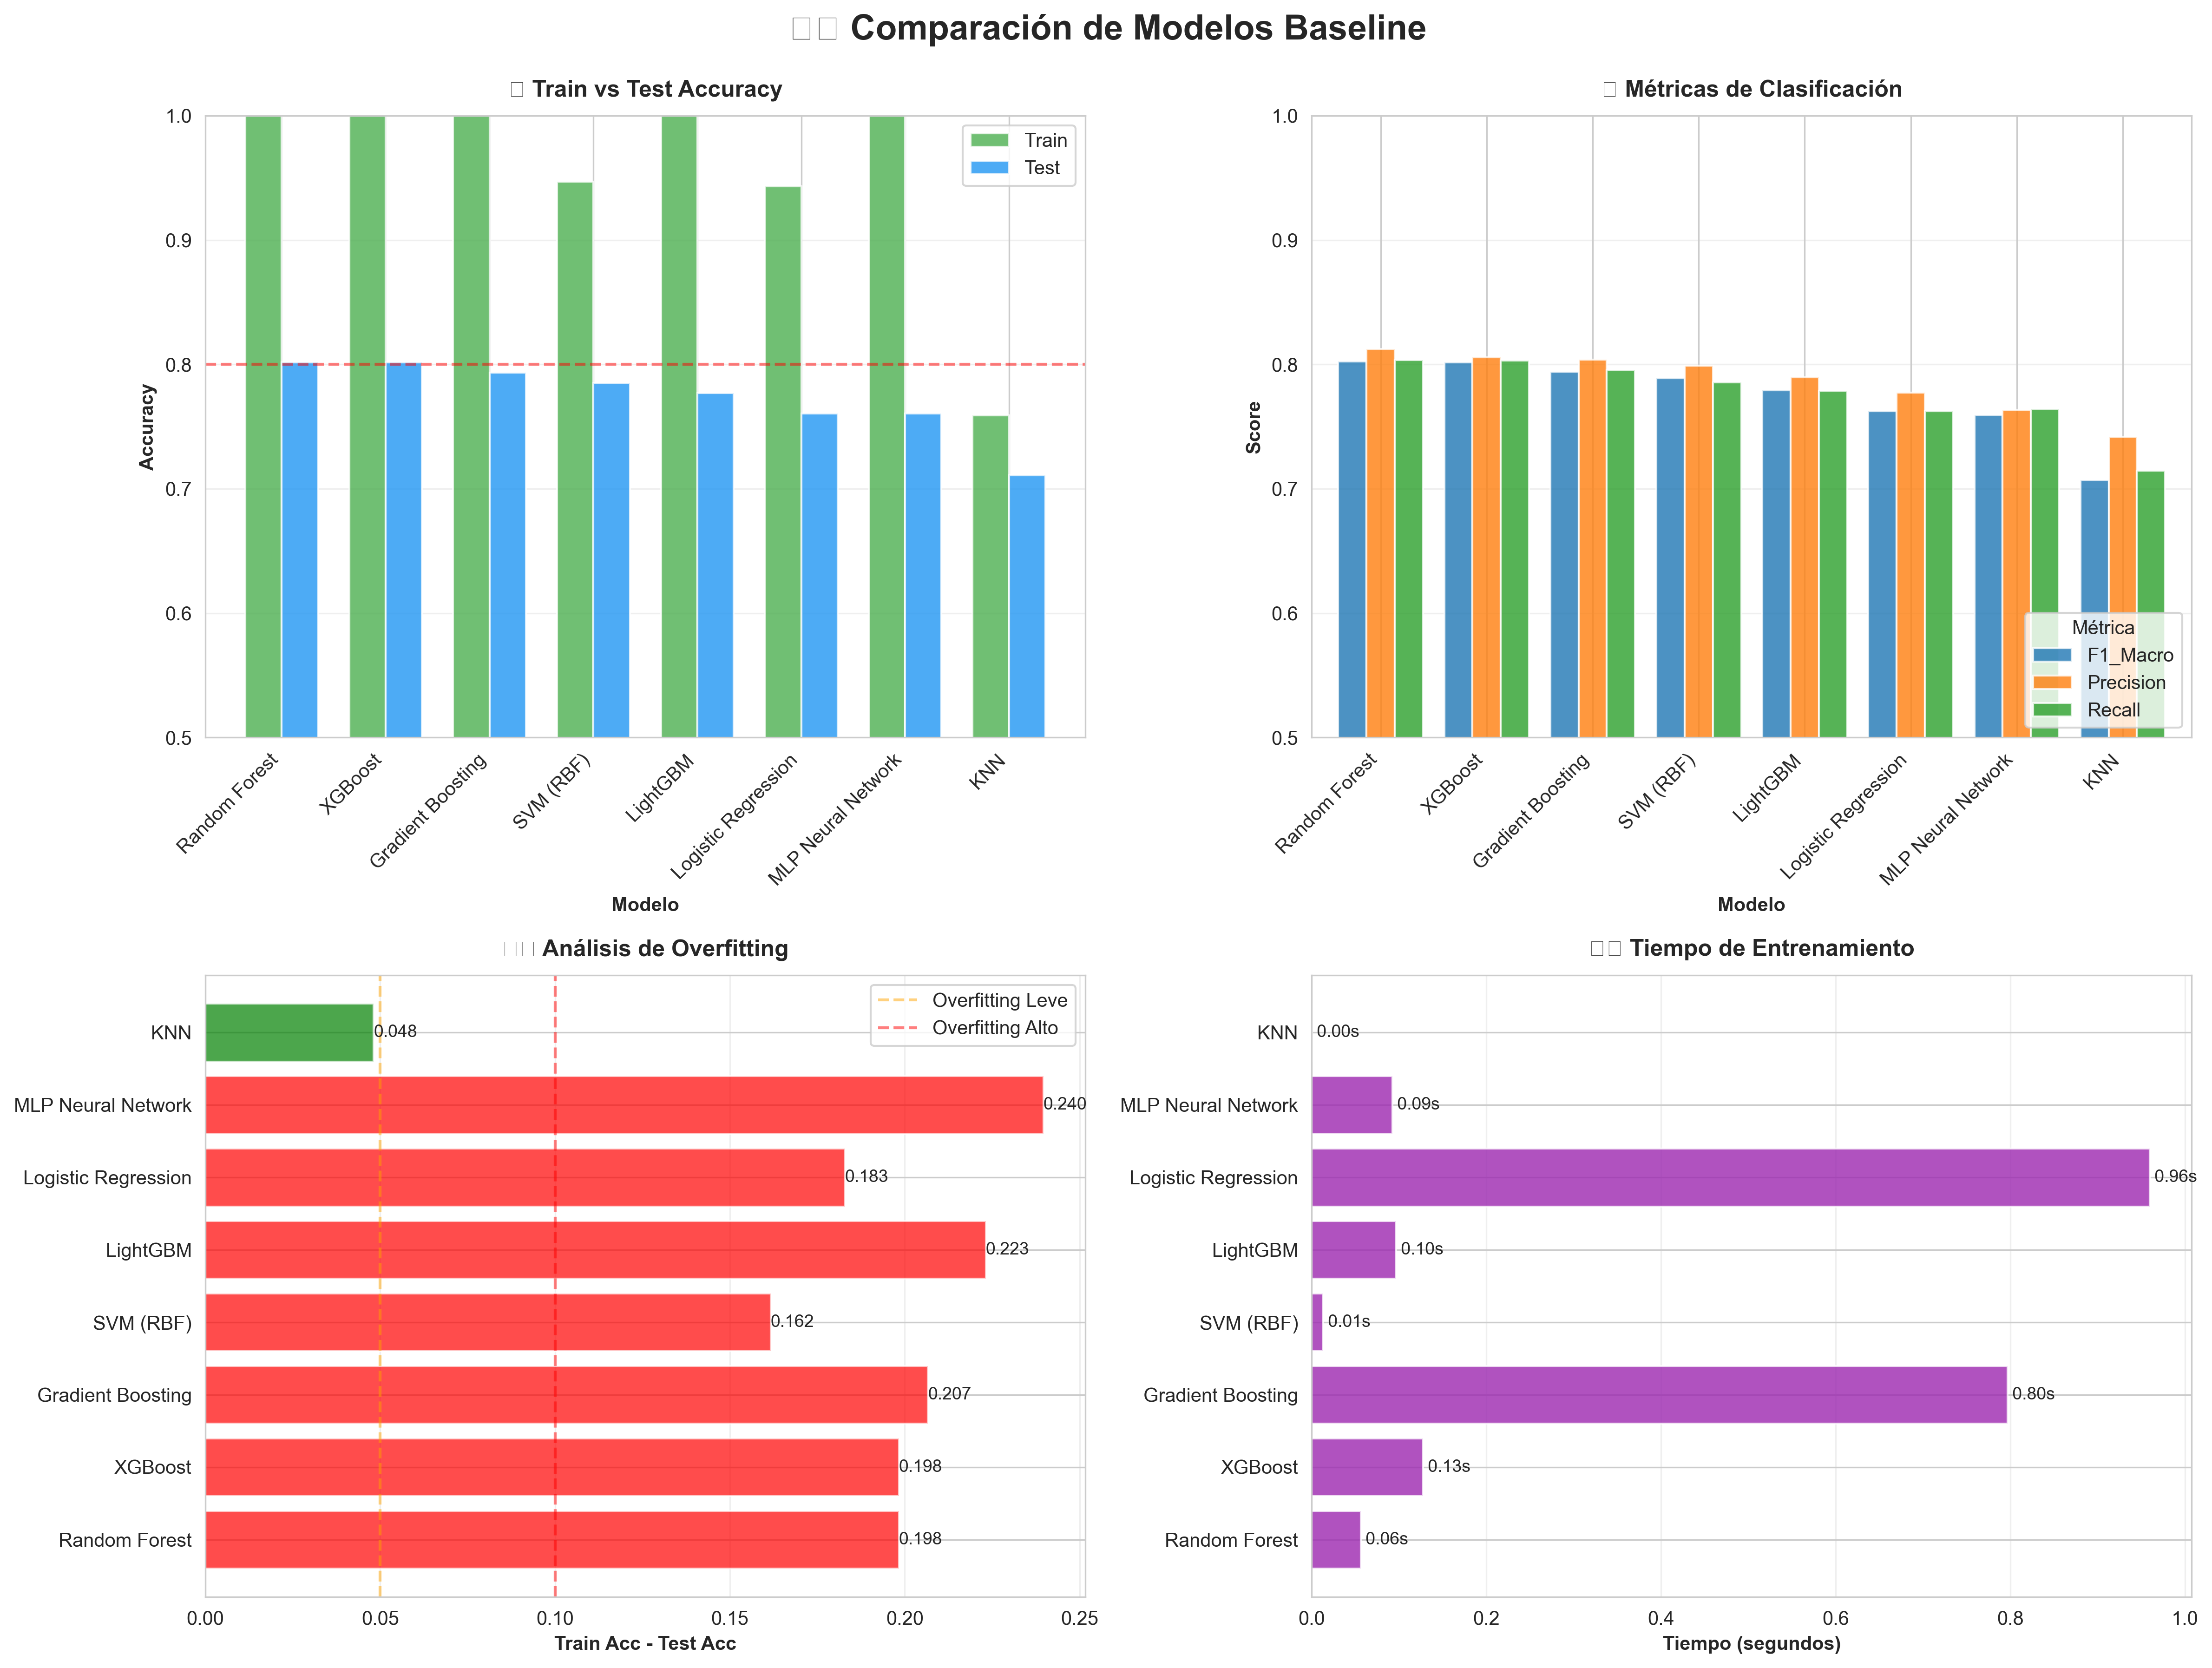 Comparación de Modelos Baseline
Train vs Test Accuracy
1.0
0.9
0.8
0.7
0.6
0.5
Accuracy
Train
Test
Random Forest
XGBoost
Gradient Boosting
SVM (RBF)
LightGBM
Logistic Regression
MLP Neural Network
KNN
Modelo
Métricas de Clasificación
1.0
0.9
0.8
0.7
0.6
0.5
Score
Métrica
F1_Macro
Precision
Recall
Random Forest
XGBoost
Gradient Boosting
SVM (RBF)
LightGBM
Logistic Regression
MLP Neural Network
KNN
Modelo
Análisis de Overfitting
Overfitting Leve
Overfitting Alto
KNN 0.048
MLP Neural Network 0.240
Logistic Regression 0.183
LightGBM 0.223
SVM (RBF) 0.162
Gradient Boosting 0.207
XGBoost 0.198
Random Forest 0.198
0.00 0.05 0.10 0.15 0.20 0.25
Train Acc - Test Acc
Tiempo de Entrenamiento
KNN 0.00s
MLP Neural Network 0.09s
Logistic Regression 0.96s
LightGBM 0.10s
SVM (RBF) 0.01s
Gradient Boosting 0.80s
XGBoost 0.13s
Random Forest 0.06s
0.0 0.2 0.4 0.6 0.8 1.0
Tiempo (segundos)